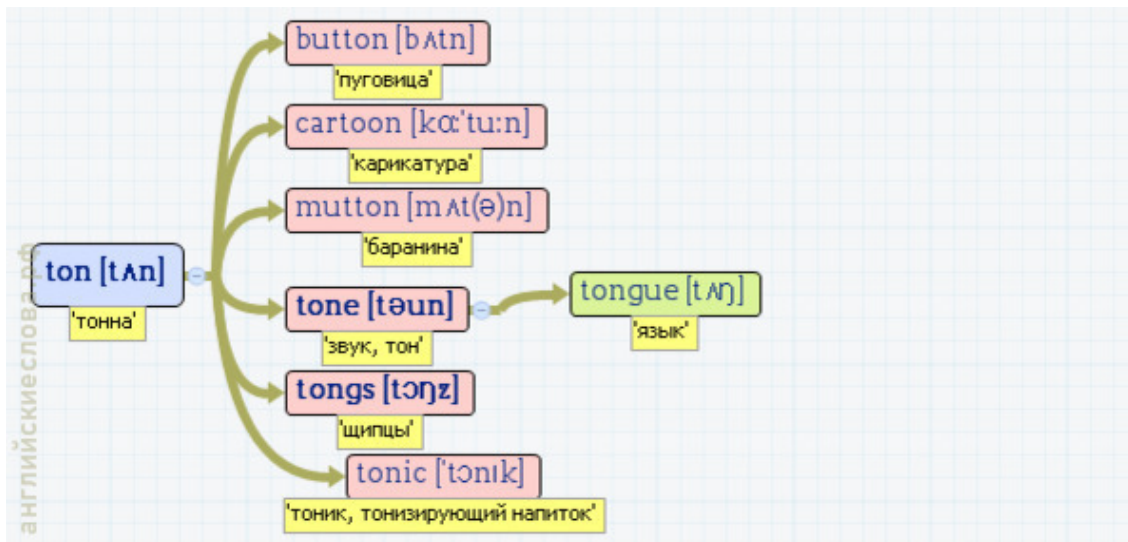 button [bʌtn]
'пуговица'
cartoon [kɑ:'tu:n]
'карикатура'
mutton [mʌt(ə)n]
'баранина'
ton [tʌn]
'тонна'
tone [təun]
'звук, тон'
tongue [tʌŋ]
'язык'
tongs [tɔŋz]
'щипцы'
tonic ['tɔnɪk]
'тоник, тонизирующий напиток'
английскиеслова.рф